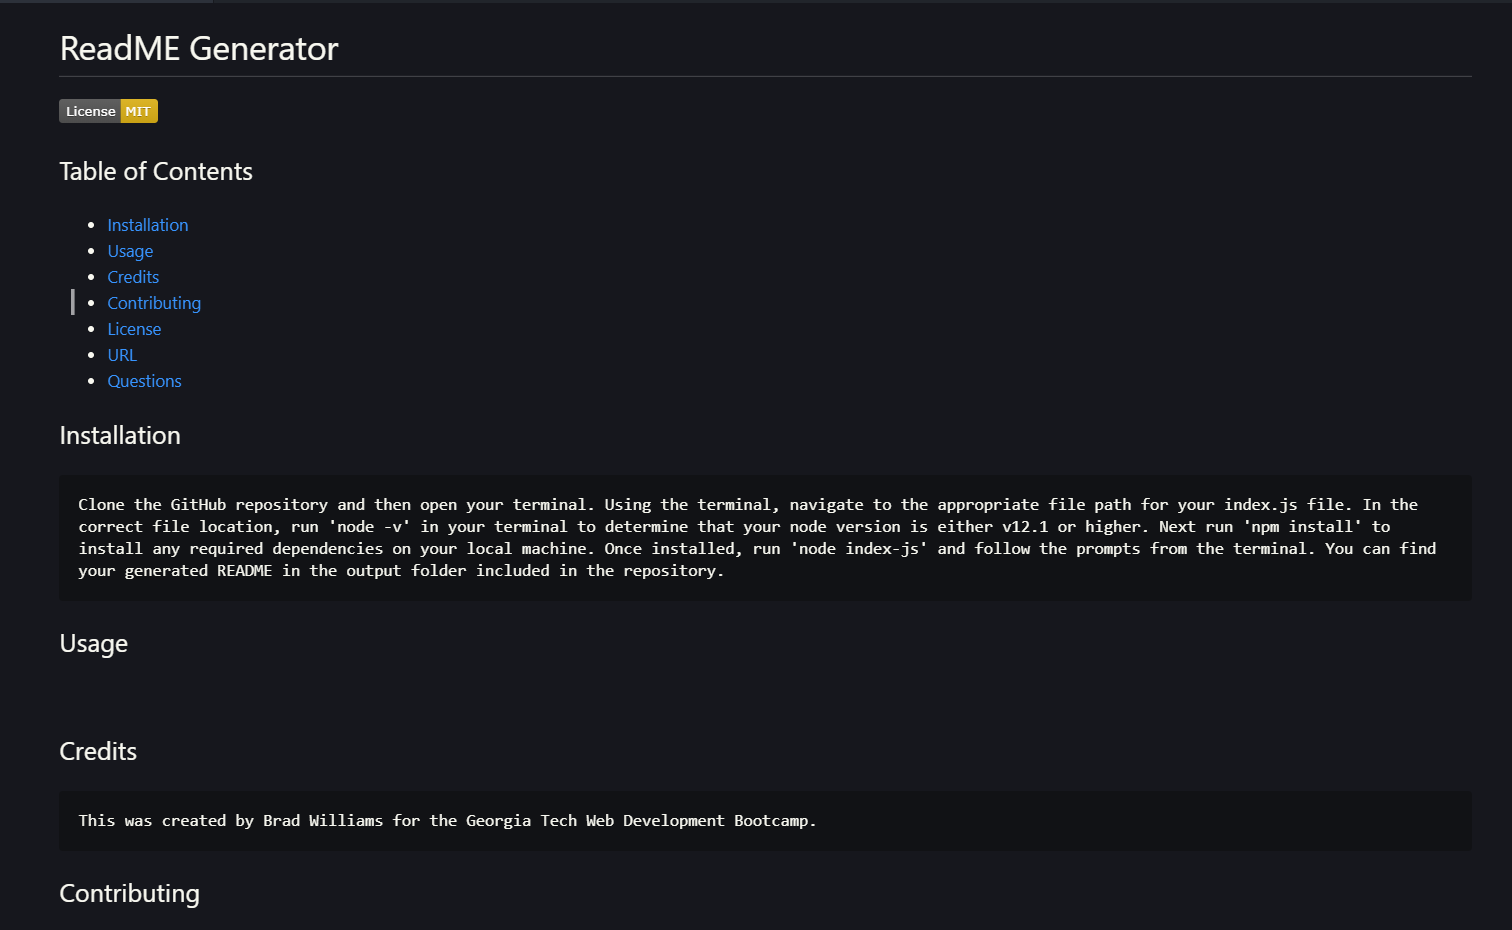 ReadME Generator
License MIT
Table of Contents
Installation
Usage
Credits
Contributing
License
URL
Questions
Installation
Clone the GitHub repository and then open your terminal. Using the terminal, navigate to the appropriate file path for your index.js file. In the
correct file location, run 'node -v' in your terminal to determine that your node version is either v12.1 or higher. Next run 'npm install' to
install any required dependencies on your local machine. Once installed, run 'node index-js' and follow the prompts from the terminal. You can find
your generated README in the output folder included in the repository.
Usage
Credits
This was created by Brad Williams for the Georgia Tech Web Development Bootcamp.
Contributing